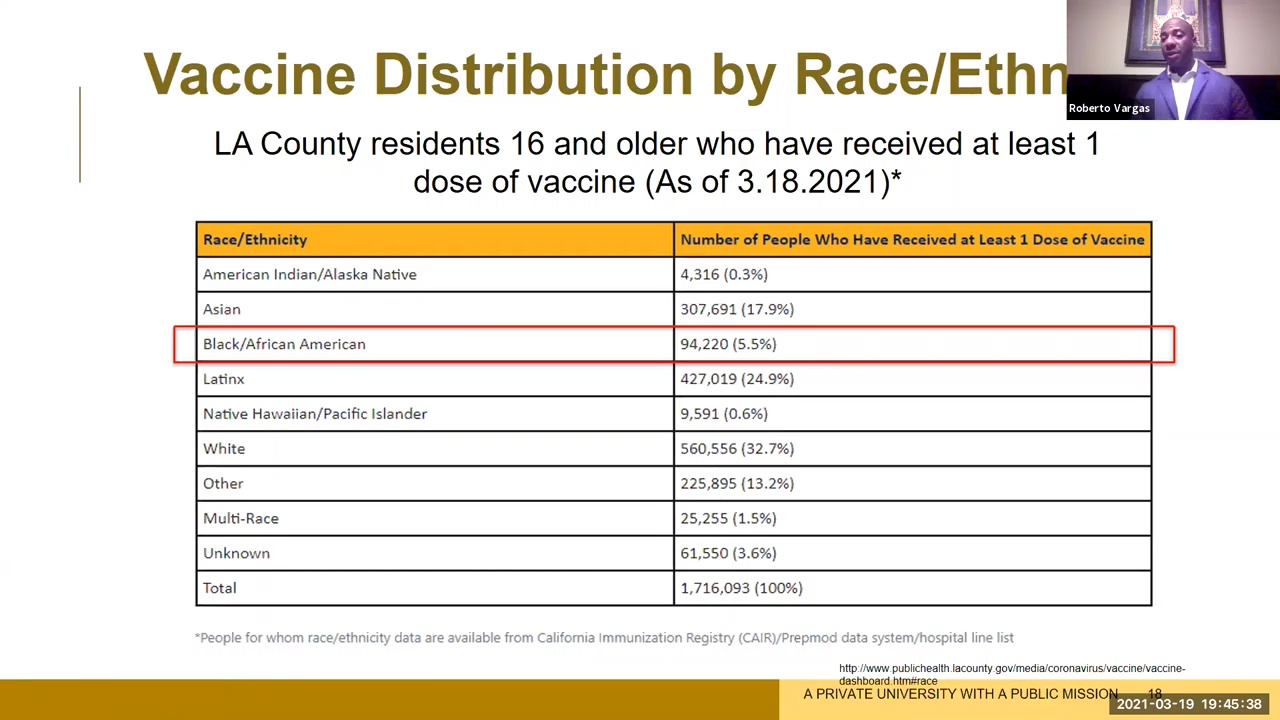 Vaccine Distribution by Race/Ethn
Roberto Vargas
LA County residents 16 and older who have received at least 1
dose of vaccine (As of 3.18.2021)*
Race/Ethnicity Number of People Who Have Received at Least 1 Dose of Vaccine
American Indian/Alaska Native 4,316 (0.3%)
Asian 307,691 (17.9%)
Black/African American 94,220 (5.5%)
Latinx 427,019 (24.9%)
Native Hawaiian/Pacific Islander 9,591 (0.6%)
White 560,556 (32.7%)
Other 225,895 (13.2%)
Multi-Race 25,255 (1.5%)
Unknown 61,550 (3.6%)
Total 1,716,093 (100%)
*People for whom race/ethnicity data are available from California Immunization Registry (CAIR)/Prepmod data system/hospital line list
http://www.publichealth.lacounty.gov/media/coronavirus/vaccine/vaccine-
dashboard.htm#race
A PRIVATE UNIVERSITY WITH A PUBLIC MISSION 18
2021-03-19 19:45:38